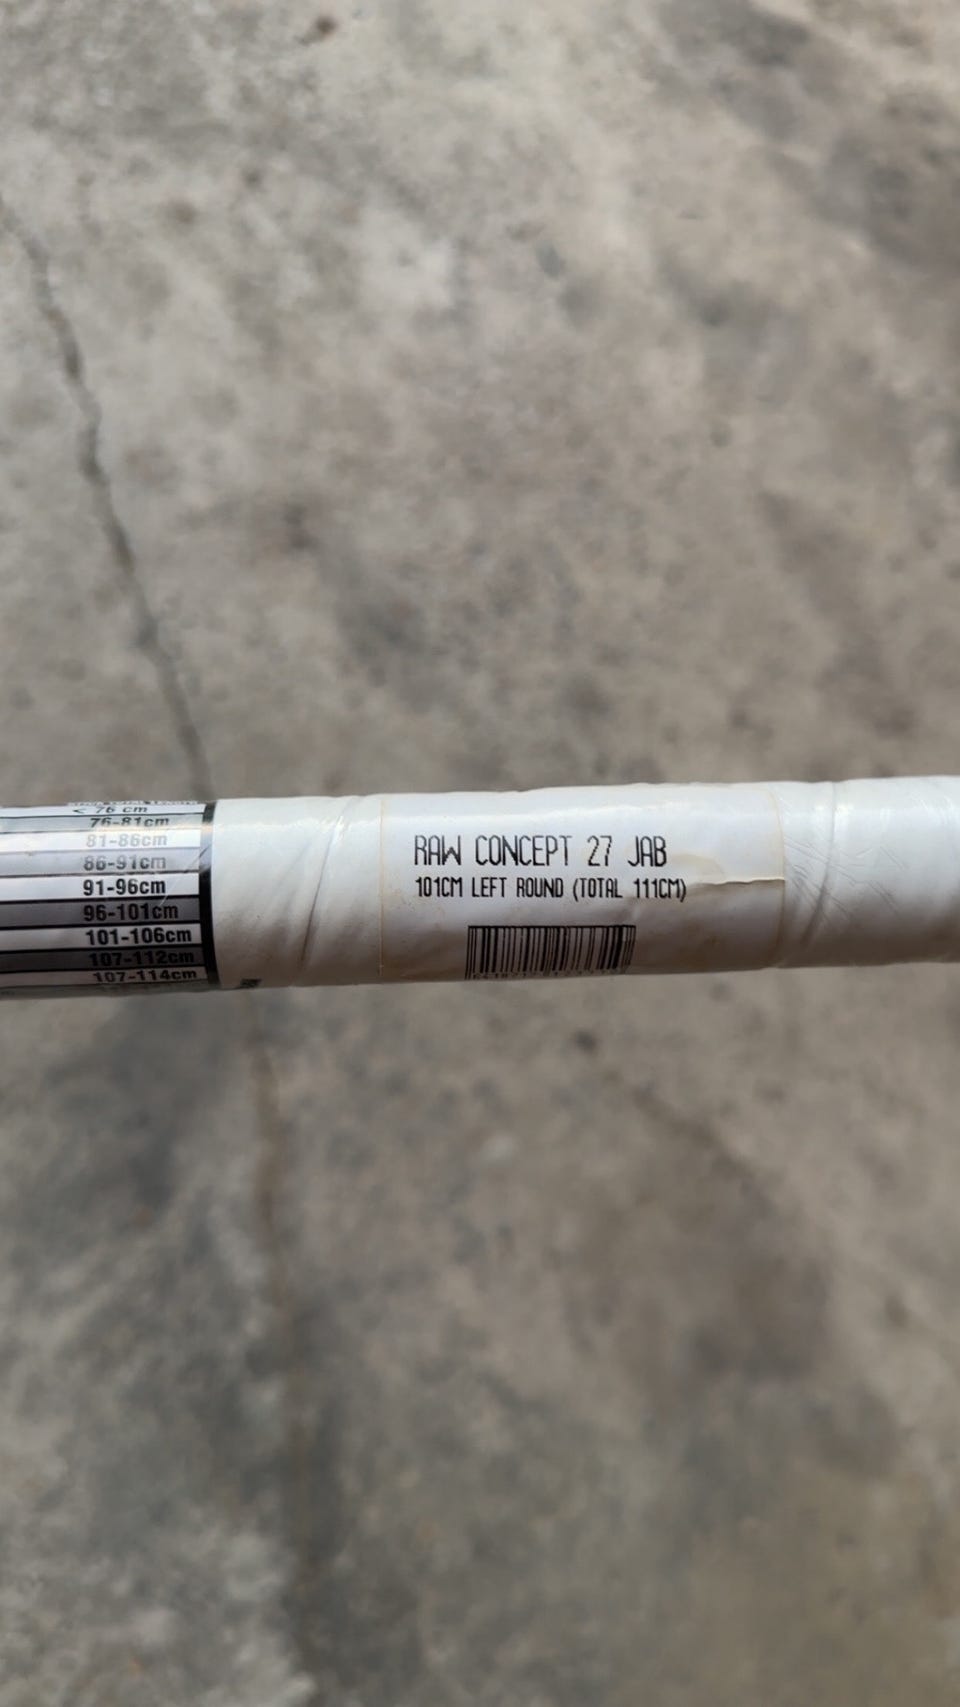 < 76 cm
76-81cm
81-86cm
86-91cm
91-96cm
96-101cm
101-106cm
107-112cm
107-114cm
RAW CONCEPT 27 JAB
101CM LEFT ROUND (TOTAL 111CM)